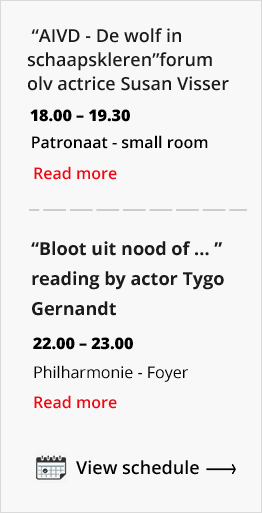 “AIVD - De wolf in
schaapskleren”forum
olv actrice Susan Visser
18.00 – 19.30
Patronaat - small room
Read more
“Bloot uit nood of ... ”
reading by actor Tygo
Gernandt
22.00 – 23.00
Philharmonie - Foyer
Read more
View schedule